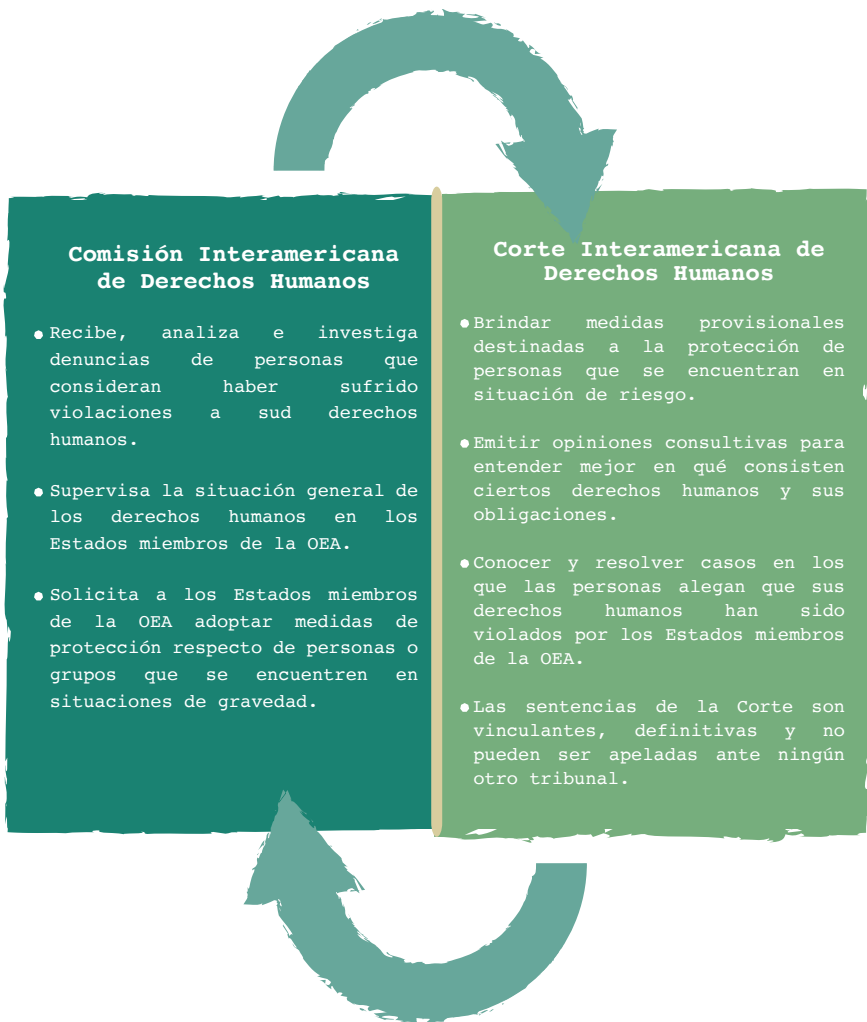 Comisión Interamericana
de Derechos Humanos
Recibe, analiza e investiga
denuncias de personas que
consideran haber sufrido
violaciones a sud derechos
humanos.
Supervisa la situación general de
los derechos humanos en los
Estados miembros de la OEA.
Solicita a los Estados miembros
de la OEA adoptar medidas de
protección respecto de personas o
grupos que se encuentren en
situaciones de gravedad.
Corte Interamericana de
Derechos Humanos
Brindar medidas provisionales
destinadas a la protección de
personas que se encuentran en
situación de riesgo.
Emitir opiniones consultivas para
entender mejor en qué consisten
ciertos derechos humanos y sus
obligaciones.
Conocer y resolver casos en los
que las personas alegan que sus
derechos humanos han sido
violados por los Estados miembros
de la OEA.
Las sentencias de la Corte son
vinculantes, definitivas y no
pueden ser apeladas ante ningún
otro tribunal.